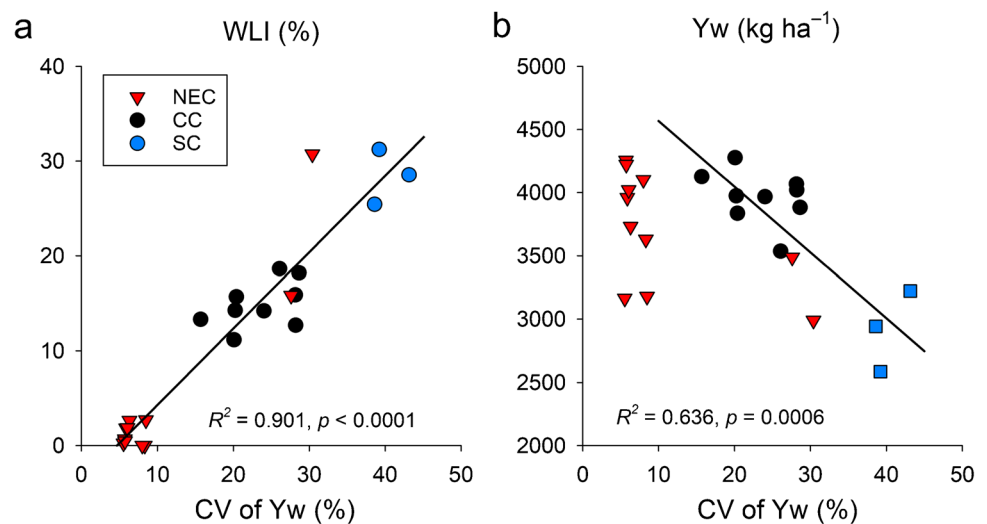 a
WLI (%)
40
30
20
10
0
NEC
CC
SC
R² = 0.901, p < 0.0001
0 10 20 30 40 50
CV of Yw (%)
b
Yw (kg ha⁻¹)
5000
4500
4000
3500
3000
2500
2000
R² = 0.636, p = 0.0006
0 10 20 30 40 50
CV of Yw (%)